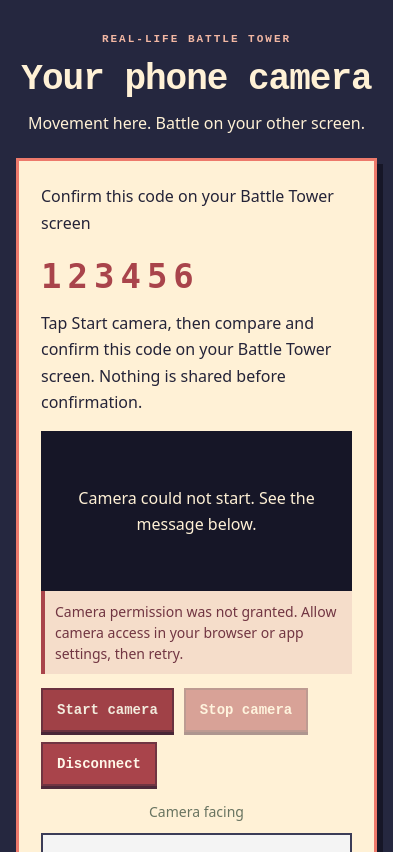 REAL-LIFE BATTLE TOWER
Your phone camera
Movement here. Battle on your other screen.
Confirm this code on your Battle Tower
screen
123456
Tap Start camera, then compare and
confirm this code on your Battle Tower
screen. Nothing is shared before
confirmation.
Camera could not start. See the
message below.
Camera permission was not granted. Allow
camera access in your browser or app
settings, then retry.
Start camera
Stop camera
Disconnect
Camera facing